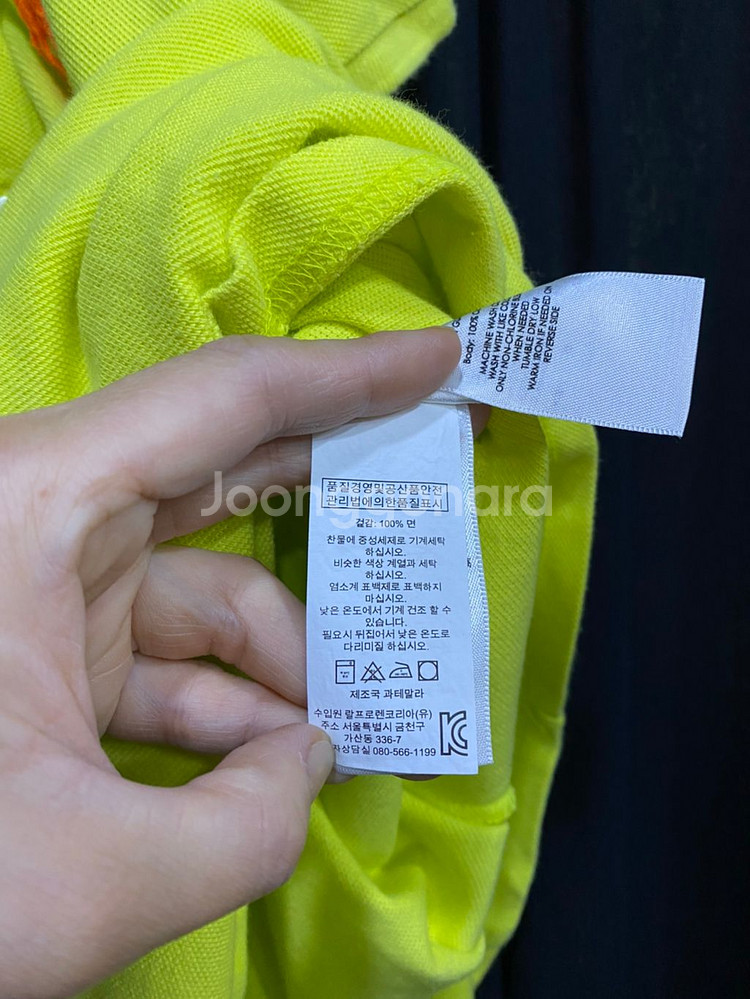 Body: 100%
MACHINE WASH
WASH WITH LIKE
ONLY NON-CHLORINE
WHEN NEEDED
TUMBLE DRY LOW
WARM IRON IF NEEDED ON
REVERSE-SIDE
Joongonara
품질경영및공산품안전
관리법에의한품질표시
겉감: 100% 면
찬물에 중성세제로 기계세탁
하십시오.
비슷한 색상 계열과 세탁
하십시오.
염소계 표백제로 표백하지
마십시오.
낮은 온도에서 기계 건조 할 수
있습니다.
필요시 뒤집어서 낮은 온도로
다리미질 하십시오.
제조국 과테말라
수입원 랄프로렌코리아(유)
주소 서울특별시 금천구
가산동 336-7
자상담실 080-566-1199